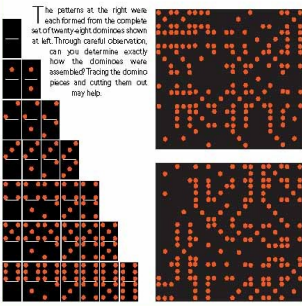 The patterns at the right were
each formed from the complete
set of twenty-eight dominoes shown
at left. Through careful observation,
can you determine exactly
how the dominoes were
assembled? Tracing the domino
pieces and cutting them out
may help.